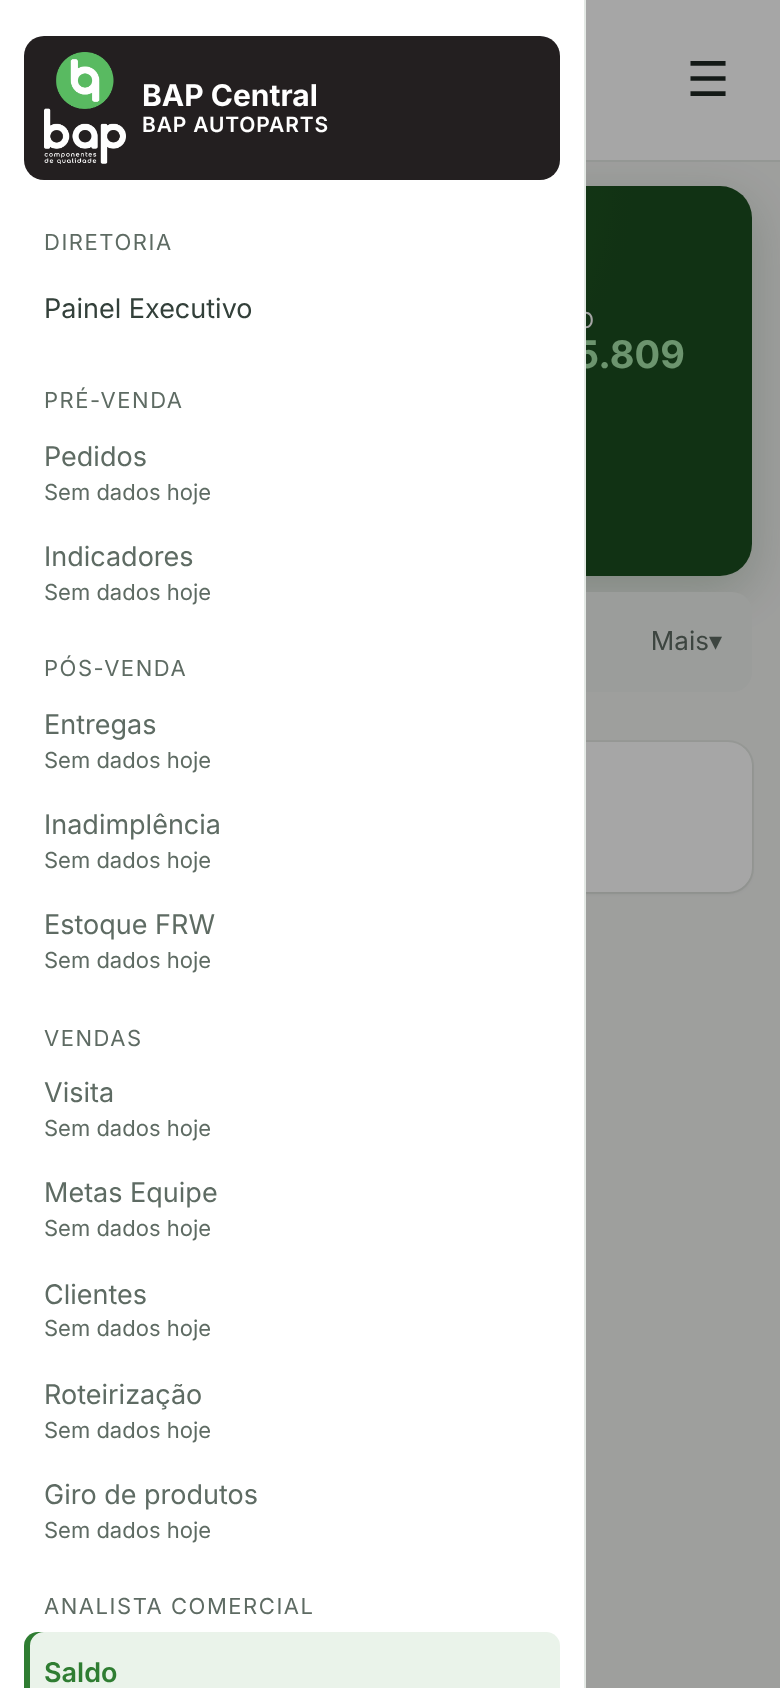 bap
componentes
de qualidade
BAP Central
BAP AUTOPARTS
DIRETORIA
Painel Executivo
PRÉ-VENDA
Pedidos
Sem dados hoje
Indicadores
Sem dados hoje
PÓS-VENDA
Entregas
Sem dados hoje
Inadimplência
Sem dados hoje
Estoque FRW
Sem dados hoje
VENDAS
Visita
Sem dados hoje
Metas Equipe
Sem dados hoje
Clientes
Sem dados hoje
Roteirização
Sem dados hoje
Giro de produtos
Sem dados hoje
ANALISTA COMERCIAL
Saldo
5.809
Mais▾